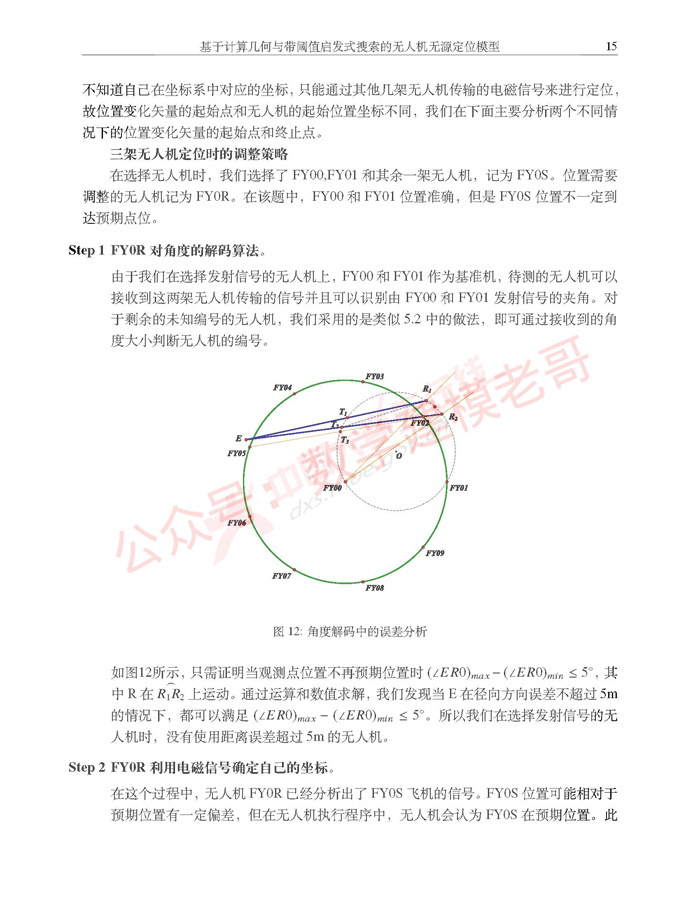 基于计算几何与带阈值启发式搜索的无人机无源定位模型 15
不知道自己在坐标系中对应的坐标，只能通过其他几架无人机传输的电磁信号来进行定位，
故位置变化矢量的起始点和无人机的起始位置坐标不同，我们在下面主要分析两个不同情
况下的位置变化矢量的起始点和终止点。
三架无人机定位时的调整策略
在选择无人机时，我们选择了 FY00,FY01 和其余一架无人机，记为 FY0S。位置需要
调整的无人机记为 FY0R。在该题中，FY00 和 FY01 位置准确，但是 FY0S 位置不一定到
达预期点位。
Step 1 FY0R 对角度的解码算法。
由于我们在选择发射信号的无人机上，FY00 和 FY01 作为基准机，待测的无人机可以
接收到这两架无人机传输的信号并且可以识别由 FY00 和 FY01 发射信号的夹角。对
于剩余的未知编号的无人机，我们采用的是类似 5.2 中的做法，即可通过接收到的角
度大小判断无人机的编号。
FY03
FY04
R₁
T₁
R₂
T₂
FY02
E
T₃
FY05
O
FY00
FY01
FY06
FY09
FY07
FY08
公众号：中数学建模老哥
图 12: 角度解码中的误差分析
如图12所示，只需证明当观测点位置不再预期位置时 (∠ER0)max − (∠ER0)min ≤ 5°，其
中 R 在 R₁R₂ 上运动。通过运算和数值求解，我们发现当 E 在径向方向误差不超过 5m
的情况下，都可以满足 (∠ER0)max − (∠ER0)min ≤ 5°。所以我们在选择发射信号的无
人机时，没有使用距离误差超过 5m 的无人机。
Step 2 FY0R 利用电磁信号确定自己的坐标。
在这个过程中，无人机 FY0R 已经分析出了 FY0S 飞机的信号。FY0S 位置可能相对于
预期位置有一定偏差，但在无人机执行程序中，无人机会认为 FY0S 在预期位置。此